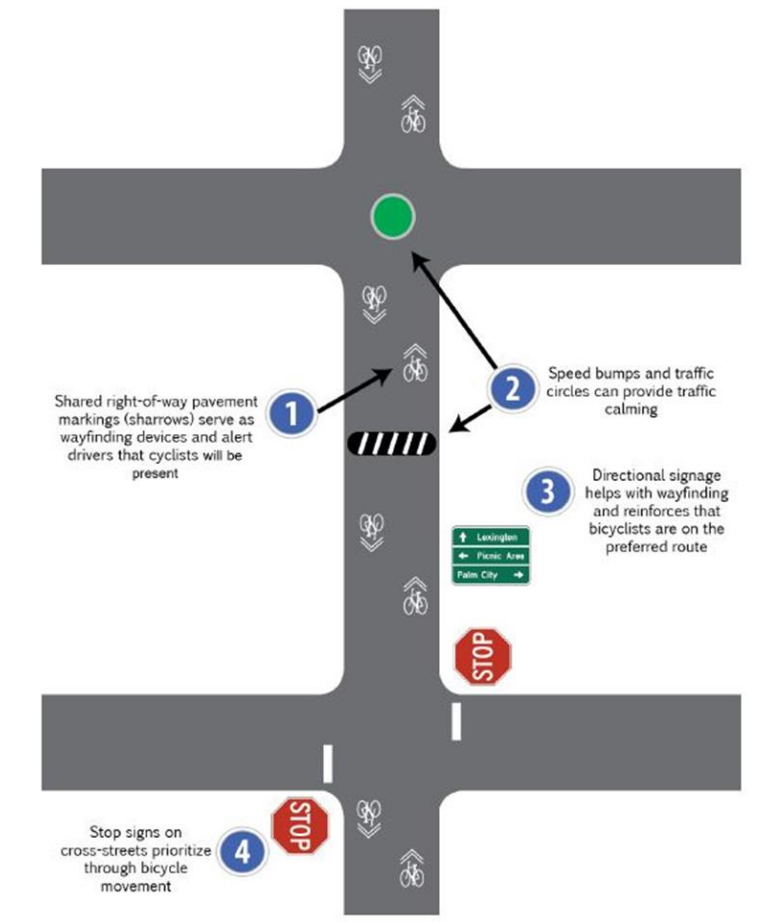 Shared right-of-way pavement
markings (sharrows) serve as
wayfinding devices and alert
drivers that cyclists will be
present
1
2
Speed bumps and traffic
circles can provide traffic
calming
3
Directional signage
helps with wayfinding
and reinforces that
bicyclists are on the
preferred route
Lexington
Picnic Area
Palm City
STOP
Stop signs on
cross-streets prioritize
through bicycle
movement
4
STOP